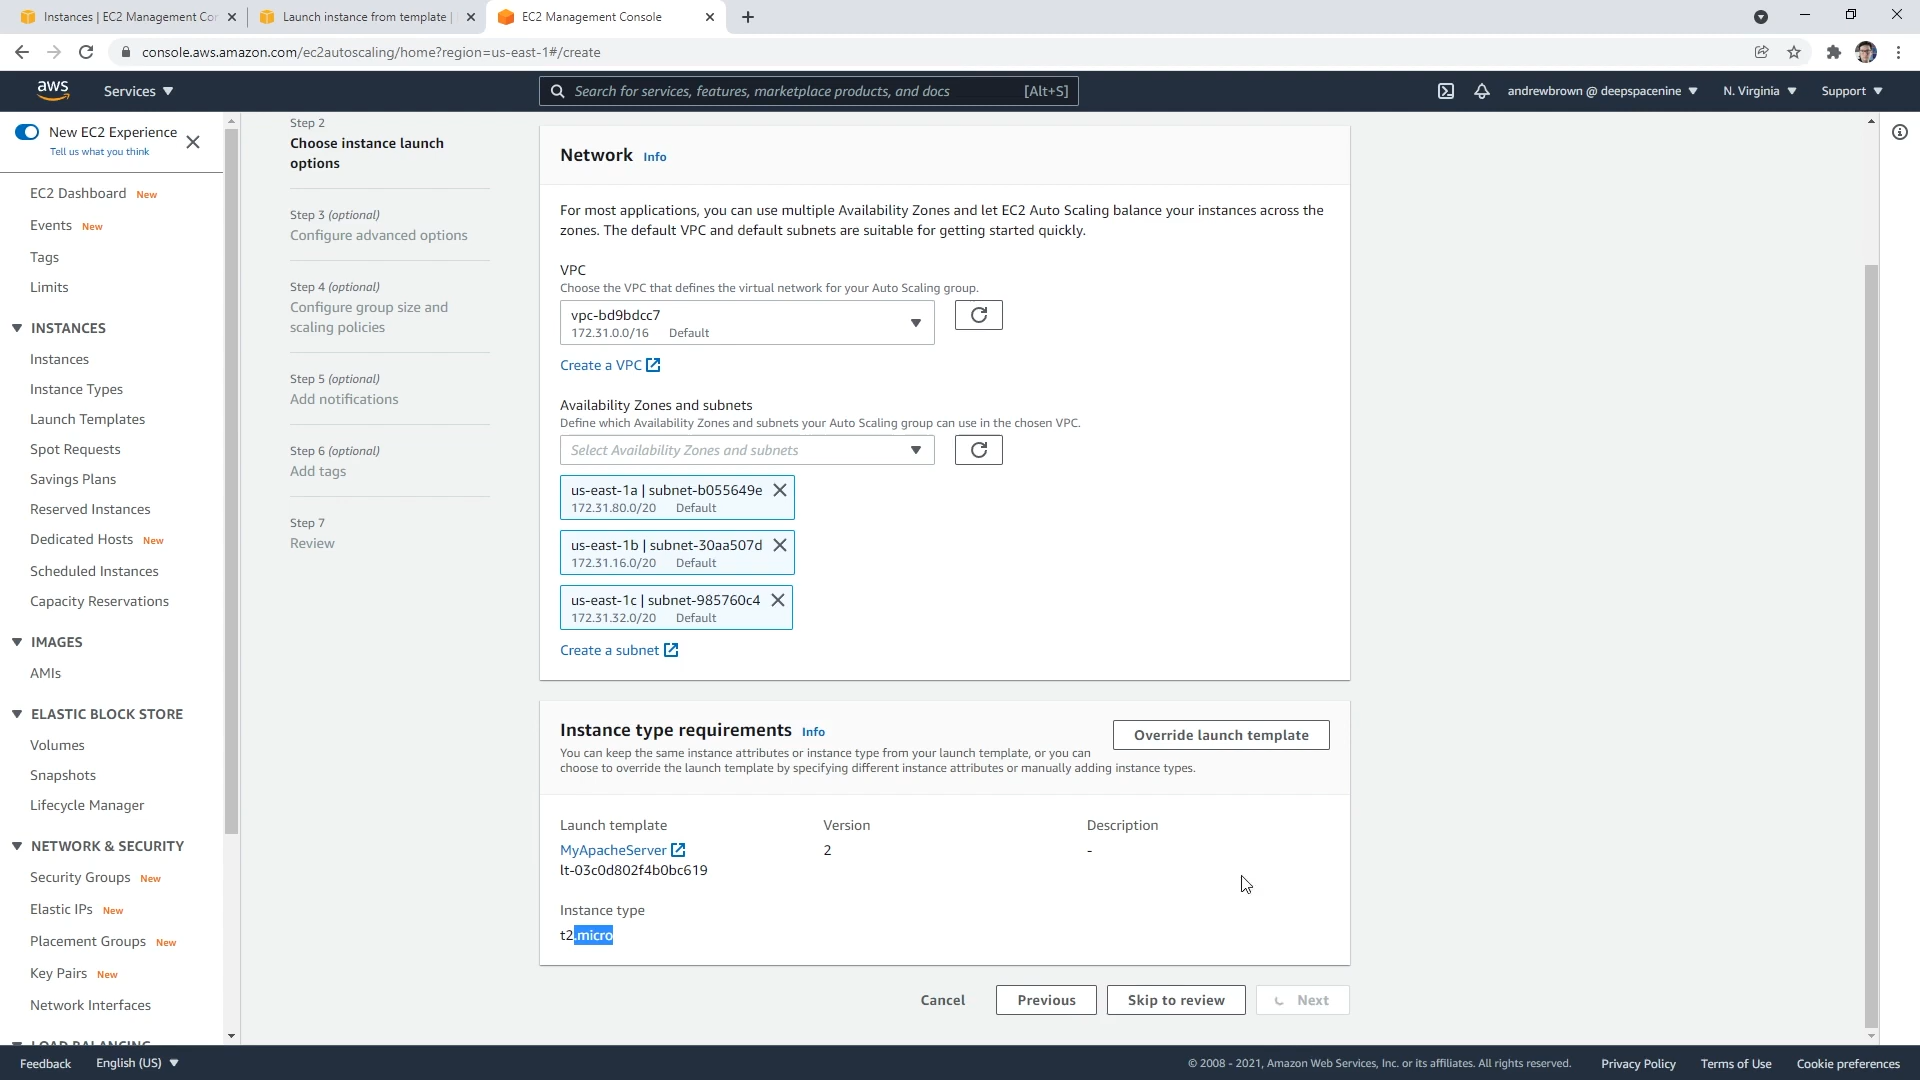 Instances | EC2 Management Cor
Launch instance from template |
EC2 Management Console
console.aws.amazon.com/ec2autoscaling/home?region=us-east-1#/create
aws
Services
Search for services, features, marketplace products, and docs
[Alt+S]
andrewbrown @ deepspacenine
N. Virginia
Support
New EC2 Experience
Tell us what you think
EC2 Dashboard New
Events New
Tags
Limits
INSTANCES
Instances
Instance Types
Launch Templates
Spot Requests
Savings Plans
Reserved Instances
Dedicated Hosts New
Scheduled Instances
Capacity Reservations
IMAGES
AMIs
ELASTIC BLOCK STORE
Volumes
Snapshots
Lifecycle Manager
NETWORK & SECURITY
Security Groups New
Elastic IPs New
Placement Groups New
Key Pairs New
Network Interfaces
LOAD BALANCING
Step 2
Choose instance launch
options
Step 3 (optional)
Configure advanced options
Step 4 (optional)
Configure group size and
scaling policies
Step 5 (optional)
Add notifications
Step 6 (optional)
Add tags
Step 7
Review
Network Info
For most applications, you can use multiple Availability Zones and let EC2 Auto Scaling balance your instances across the
zones. The default VPC and default subnets are suitable for getting started quickly.
VPC
Choose the VPC that defines the virtual network for your Auto Scaling group.
vpc-bd9bdcc7
172.31.0.0/16 Default
Create a VPC
Availability Zones and subnets
Define which Availability Zones and subnets your Auto Scaling group can use in the chosen VPC.
Select Availability Zones and subnets
us-east-1a | subnet-b055649e
172.31.80.0/20 Default
us-east-1b | subnet-30aa507d
172.31.16.0/20 Default
us-east-1c | subnet-985760c4
172.31.32.0/20 Default
Create a subnet
Instance type requirements Info
Override launch template
You can keep the same instance attributes or instance type from your launch template, or you can
choose to override the launch template by specifying different instance attributes or manually adding instance types.
Launch template
MyApacheServer
lt-03c0d802f4b0bc619
Version
2
Description
-
Instance type
t2.micro
Cancel
Previous
Skip to review
Next
Feedback
English (US)
© 2008 - 2021, Amazon Web Services, Inc. or its affiliates. All rights reserved.
Privacy Policy
Terms of Use
Cookie preferences